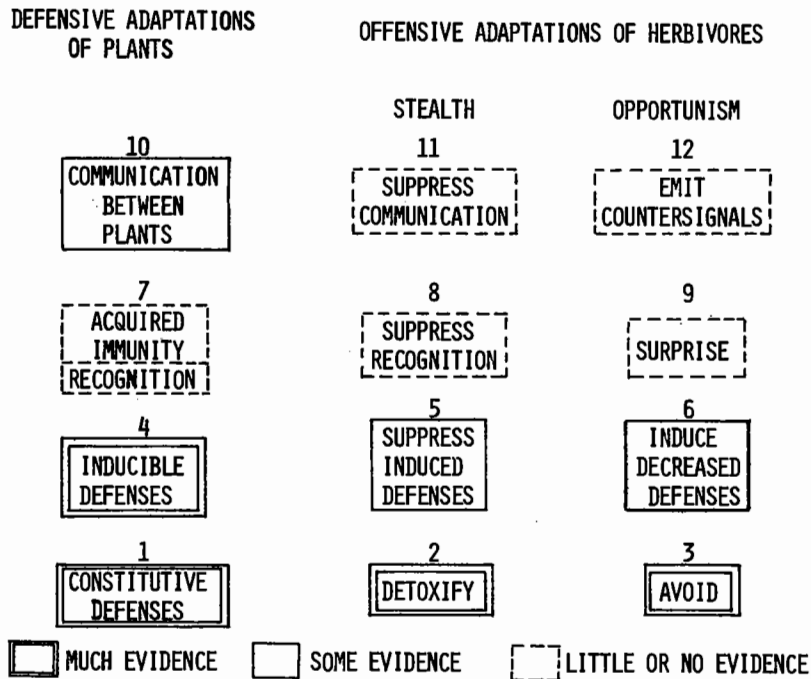 DEFENSIVE ADAPTATIONS
OF PLANTS
OFFENSIVE ADAPTATIONS OF HERBIVORES
STEALTH
OPPORTUNISM
10
COMMUNICATION
BETWEEN
PLANTS
11
SUPPRESS
COMMUNICATION
12
EMIT
COUNTERSIGNALS
7
ACQUIRED
IMMUNITY
RECOGNITION
8
SUPPRESS
RECOGNITION
9
SURPRISE
4
INDUCIBLE
DEFENSES
5
SUPPRESS
INDUCED
DEFENSES
6
INDUCE
DECREASED
DEFENSES
1
CONSTITUTIVE
DEFENSES
2
DETOXIFY
3
AVOID
MUCH EVIDENCE
SOME EVIDENCE
LITTLE OR NO EVIDENCE